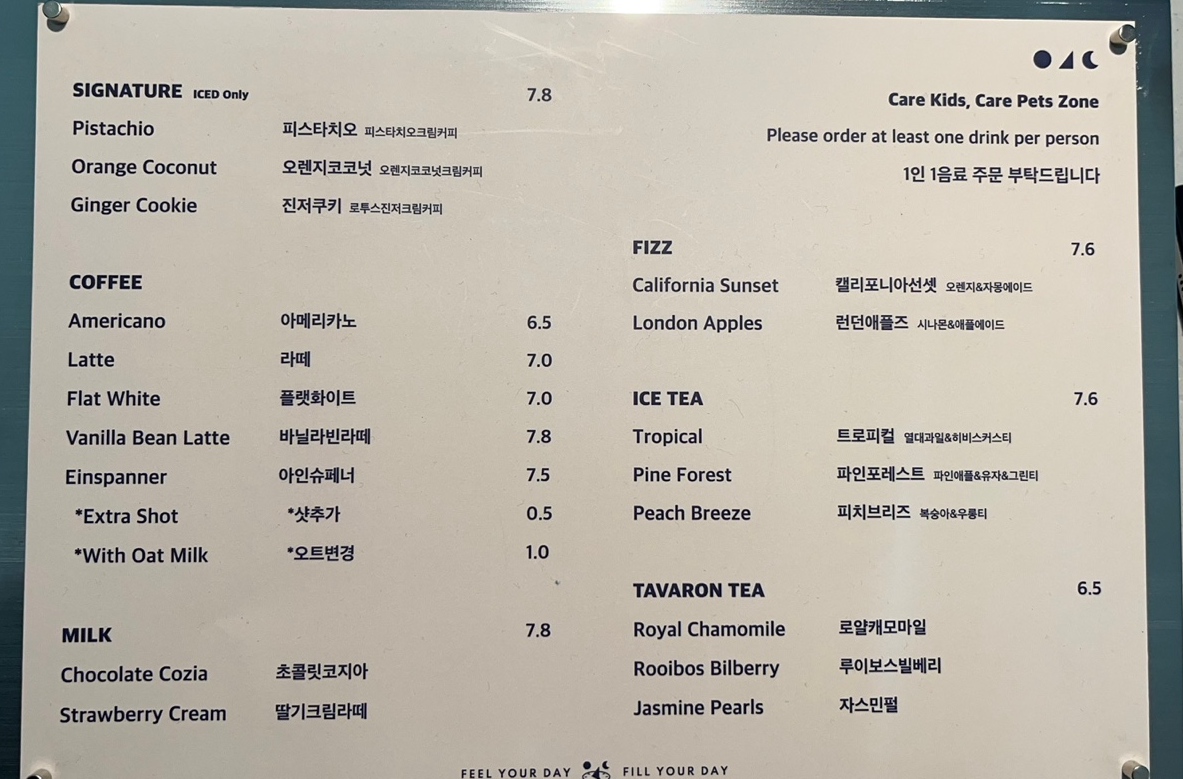 SIGNATURE ICED Only 7.8
Pistachio 피스타치오 피스타치오크림커피
Orange Coconut 오렌지코코넛 오렌지코코넛크림커피
Ginger Cookie 진저쿠키 로투스진저크림커피
COFFEE
Americano 아메리카노 6.5
Latte 라떼 7.0
Flat White 플랫화이트 7.0
Vanilla Bean Latte 바닐라빈라떼 7.8
Einspanner 아인슈페너 7.5
*Extra Shot *샷추가 0.5
*With Oat Milk *오트변경 1.0
MILK 7.8
Chocolate Cozia 초콜릿코지아
Strawberry Cream 딸기크림라떼
Care Kids, Care Pets Zone
Please order at least one drink per person
1인 1음료 주문 부탁드립니다
FIZZ 7.6
California Sunset 캘리포니아선셋 오렌지&자몽에이드
London Apples 런던애플즈 시나몬&애플에이드
ICE TEA 7.6
Tropical 트로피컬 열대과일&히비스커스티
Pine Forest 파인포레스트 파인애플&유자&그린티
Peach Breeze 피치브리즈 복숭아&우롱티
TAVARON TEA 6.5
Royal Chamomile 로얄캐모마일
Rooibos Bilberry 루이보스빌베리
Jasmine Pearls 자스민펄
FEEL YOUR DAY FILL YOUR DAY